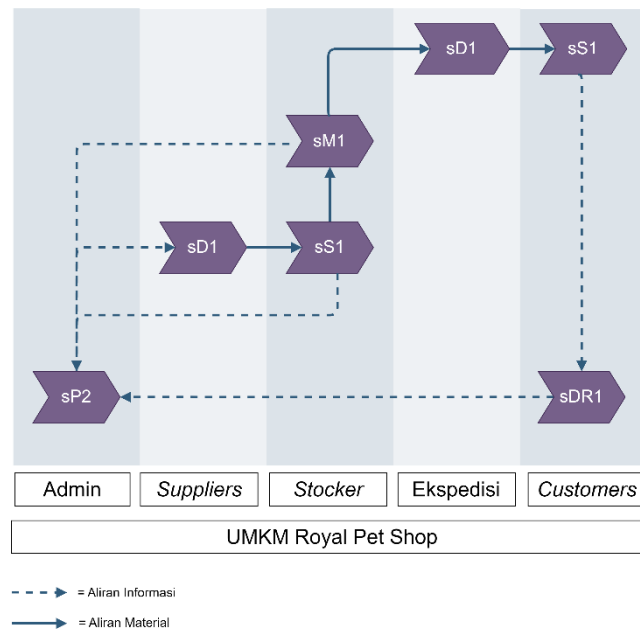 sD1
sS1
sM1
sD1
sS1
sP2
sDR1
Admin
Suppliers
Stocker
Ekspedisi
Customers
UMKM Royal Pet Shop
= Aliran Informasi
= Aliran Material